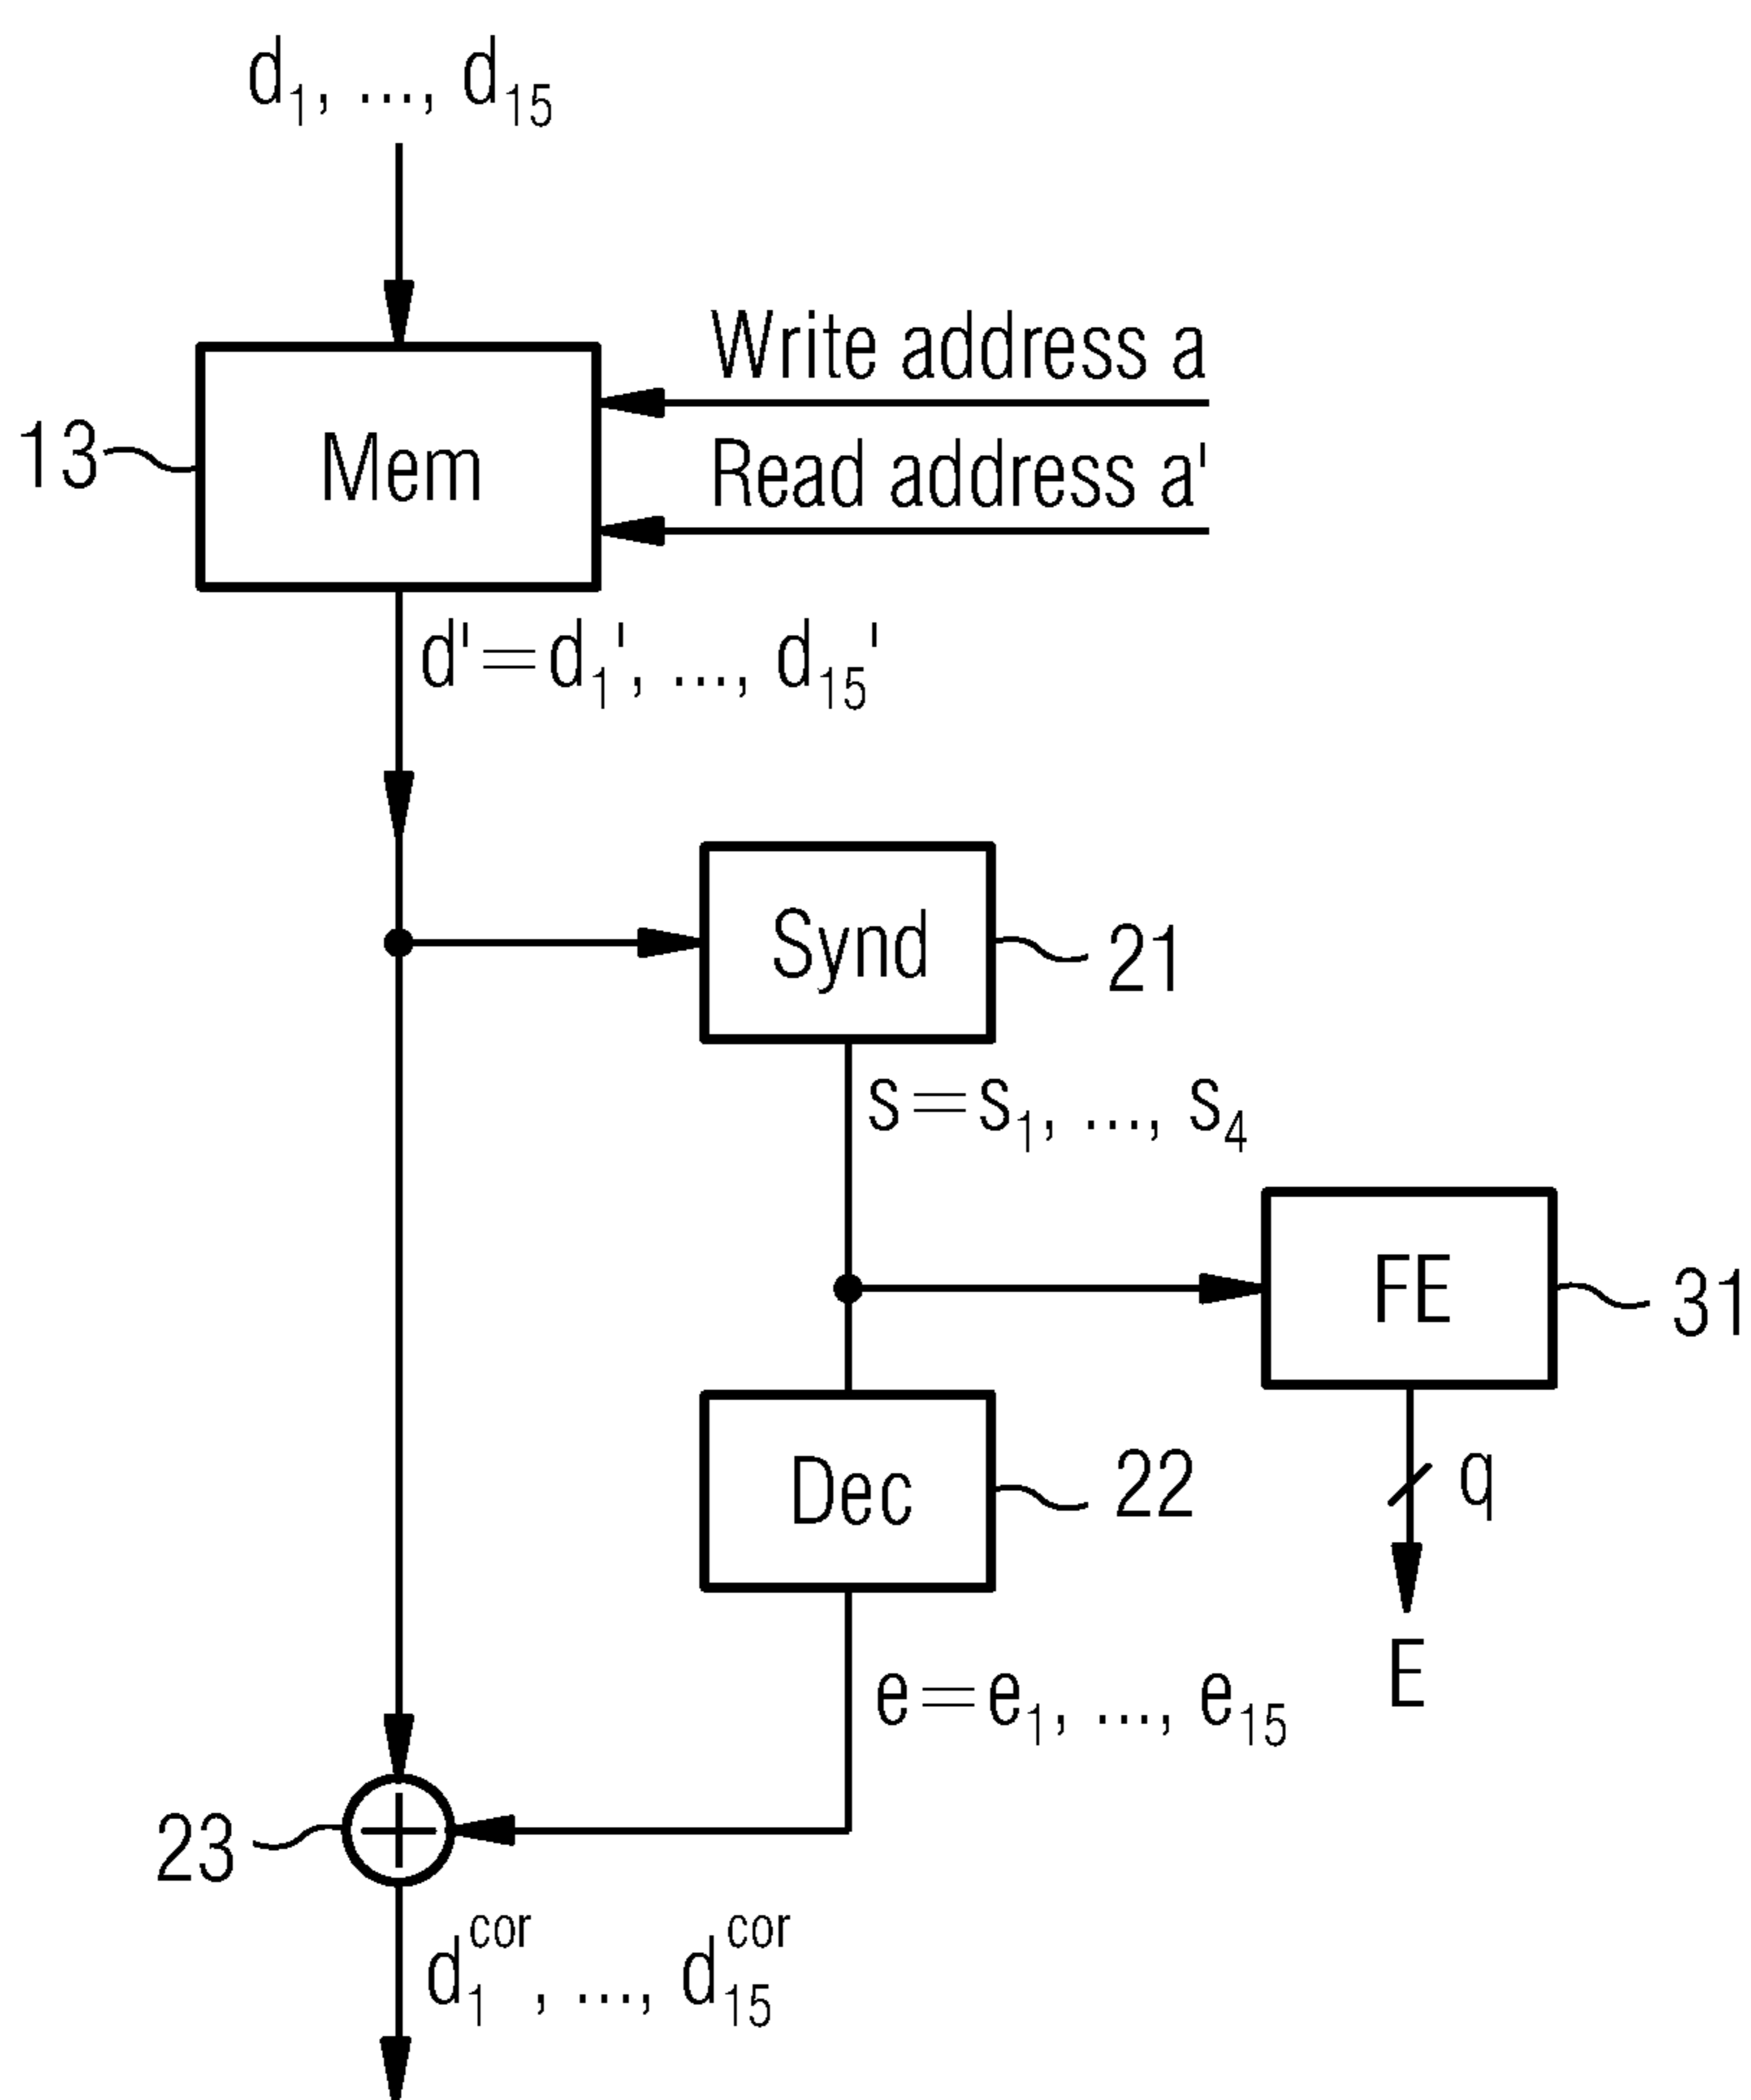 d₁, ..., d₁₅
Write address a
13
Mem
Read address a'
d'=d₁', ..., d₁₅'
Synd
21
s=s₁, ..., s₄
FE
31
Dec
22
q
E
e=e₁, ..., e₁₅
23
d₁ᶜᵒʳ, ..., d₁₅ᶜᵒʳ